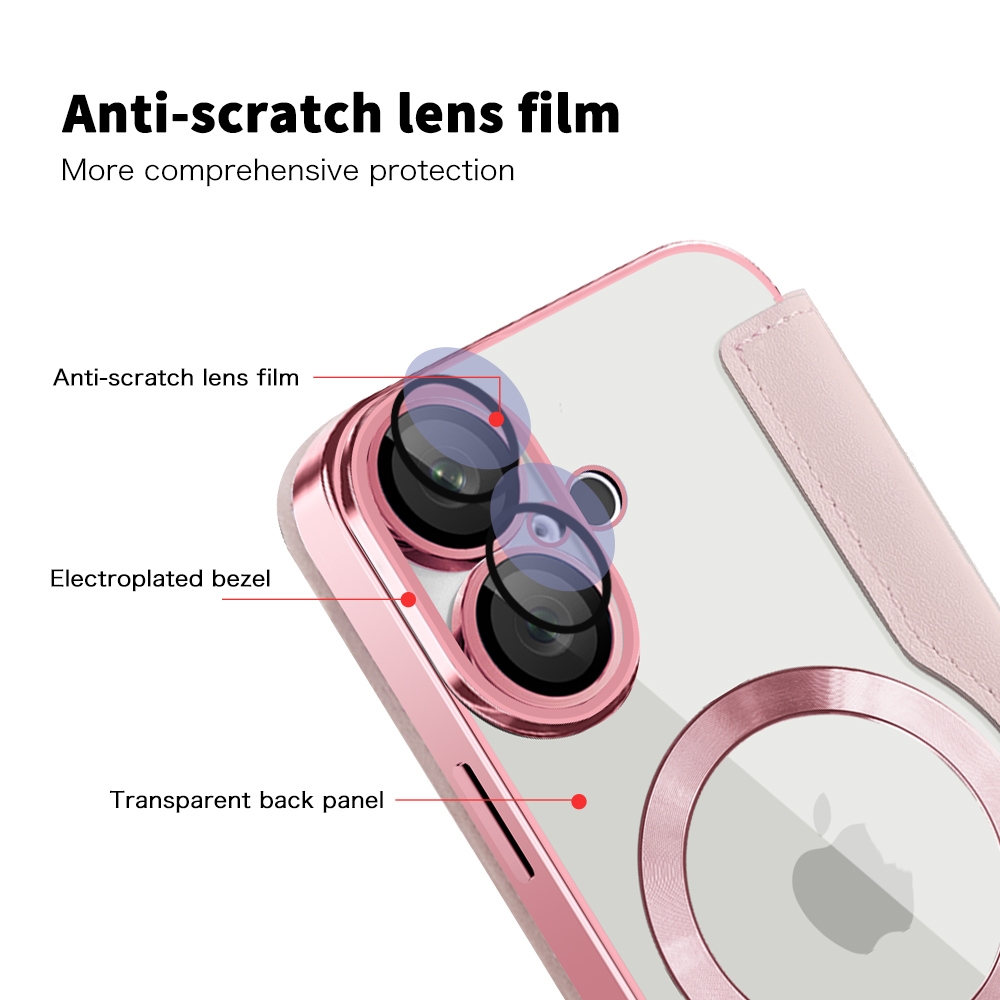 Anti-scratch lens film
More comprehensive protection
Anti-scratch lens film
Electroplated bezel
Transparent back panel